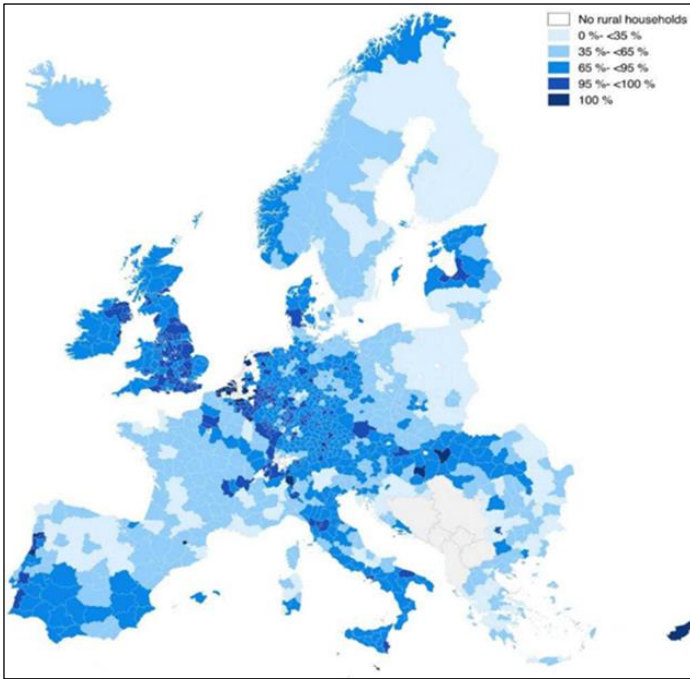 No rural households
0 %- <35 %
35 %- <65 %
65 %- <95 %
95 %- <100 %
100 %